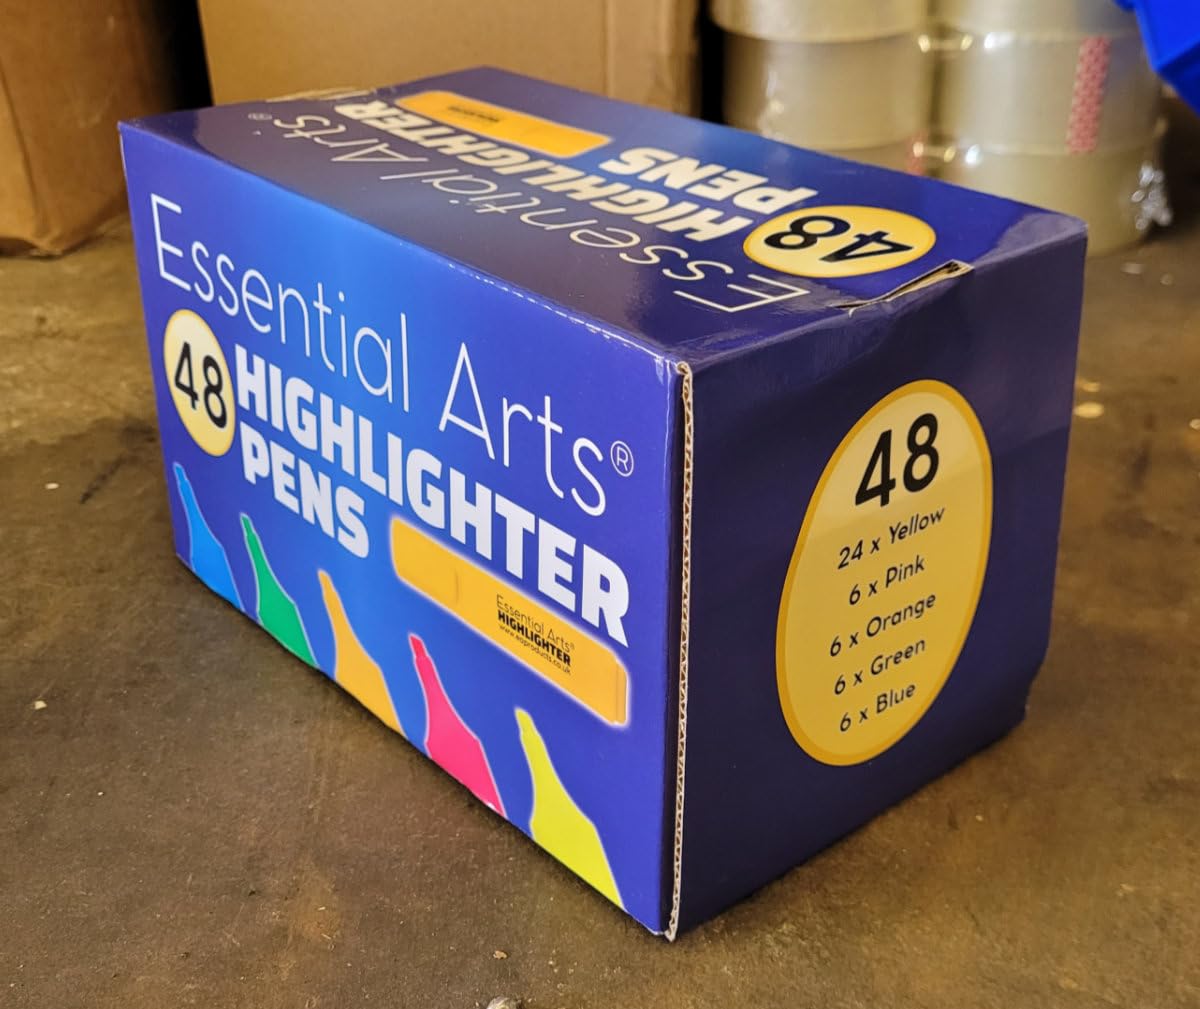 Essential Arts®
HIGHLIGHTER
PENS
48
Essential Arts®
48
HIGHLIGHTER
PENS
Essential Arts®
HIGHLIGHTER
www.eaproducts.co.uk
48
24 x Yellow
6 x Pink
6 x Orange
6 x Green
6 x Blue